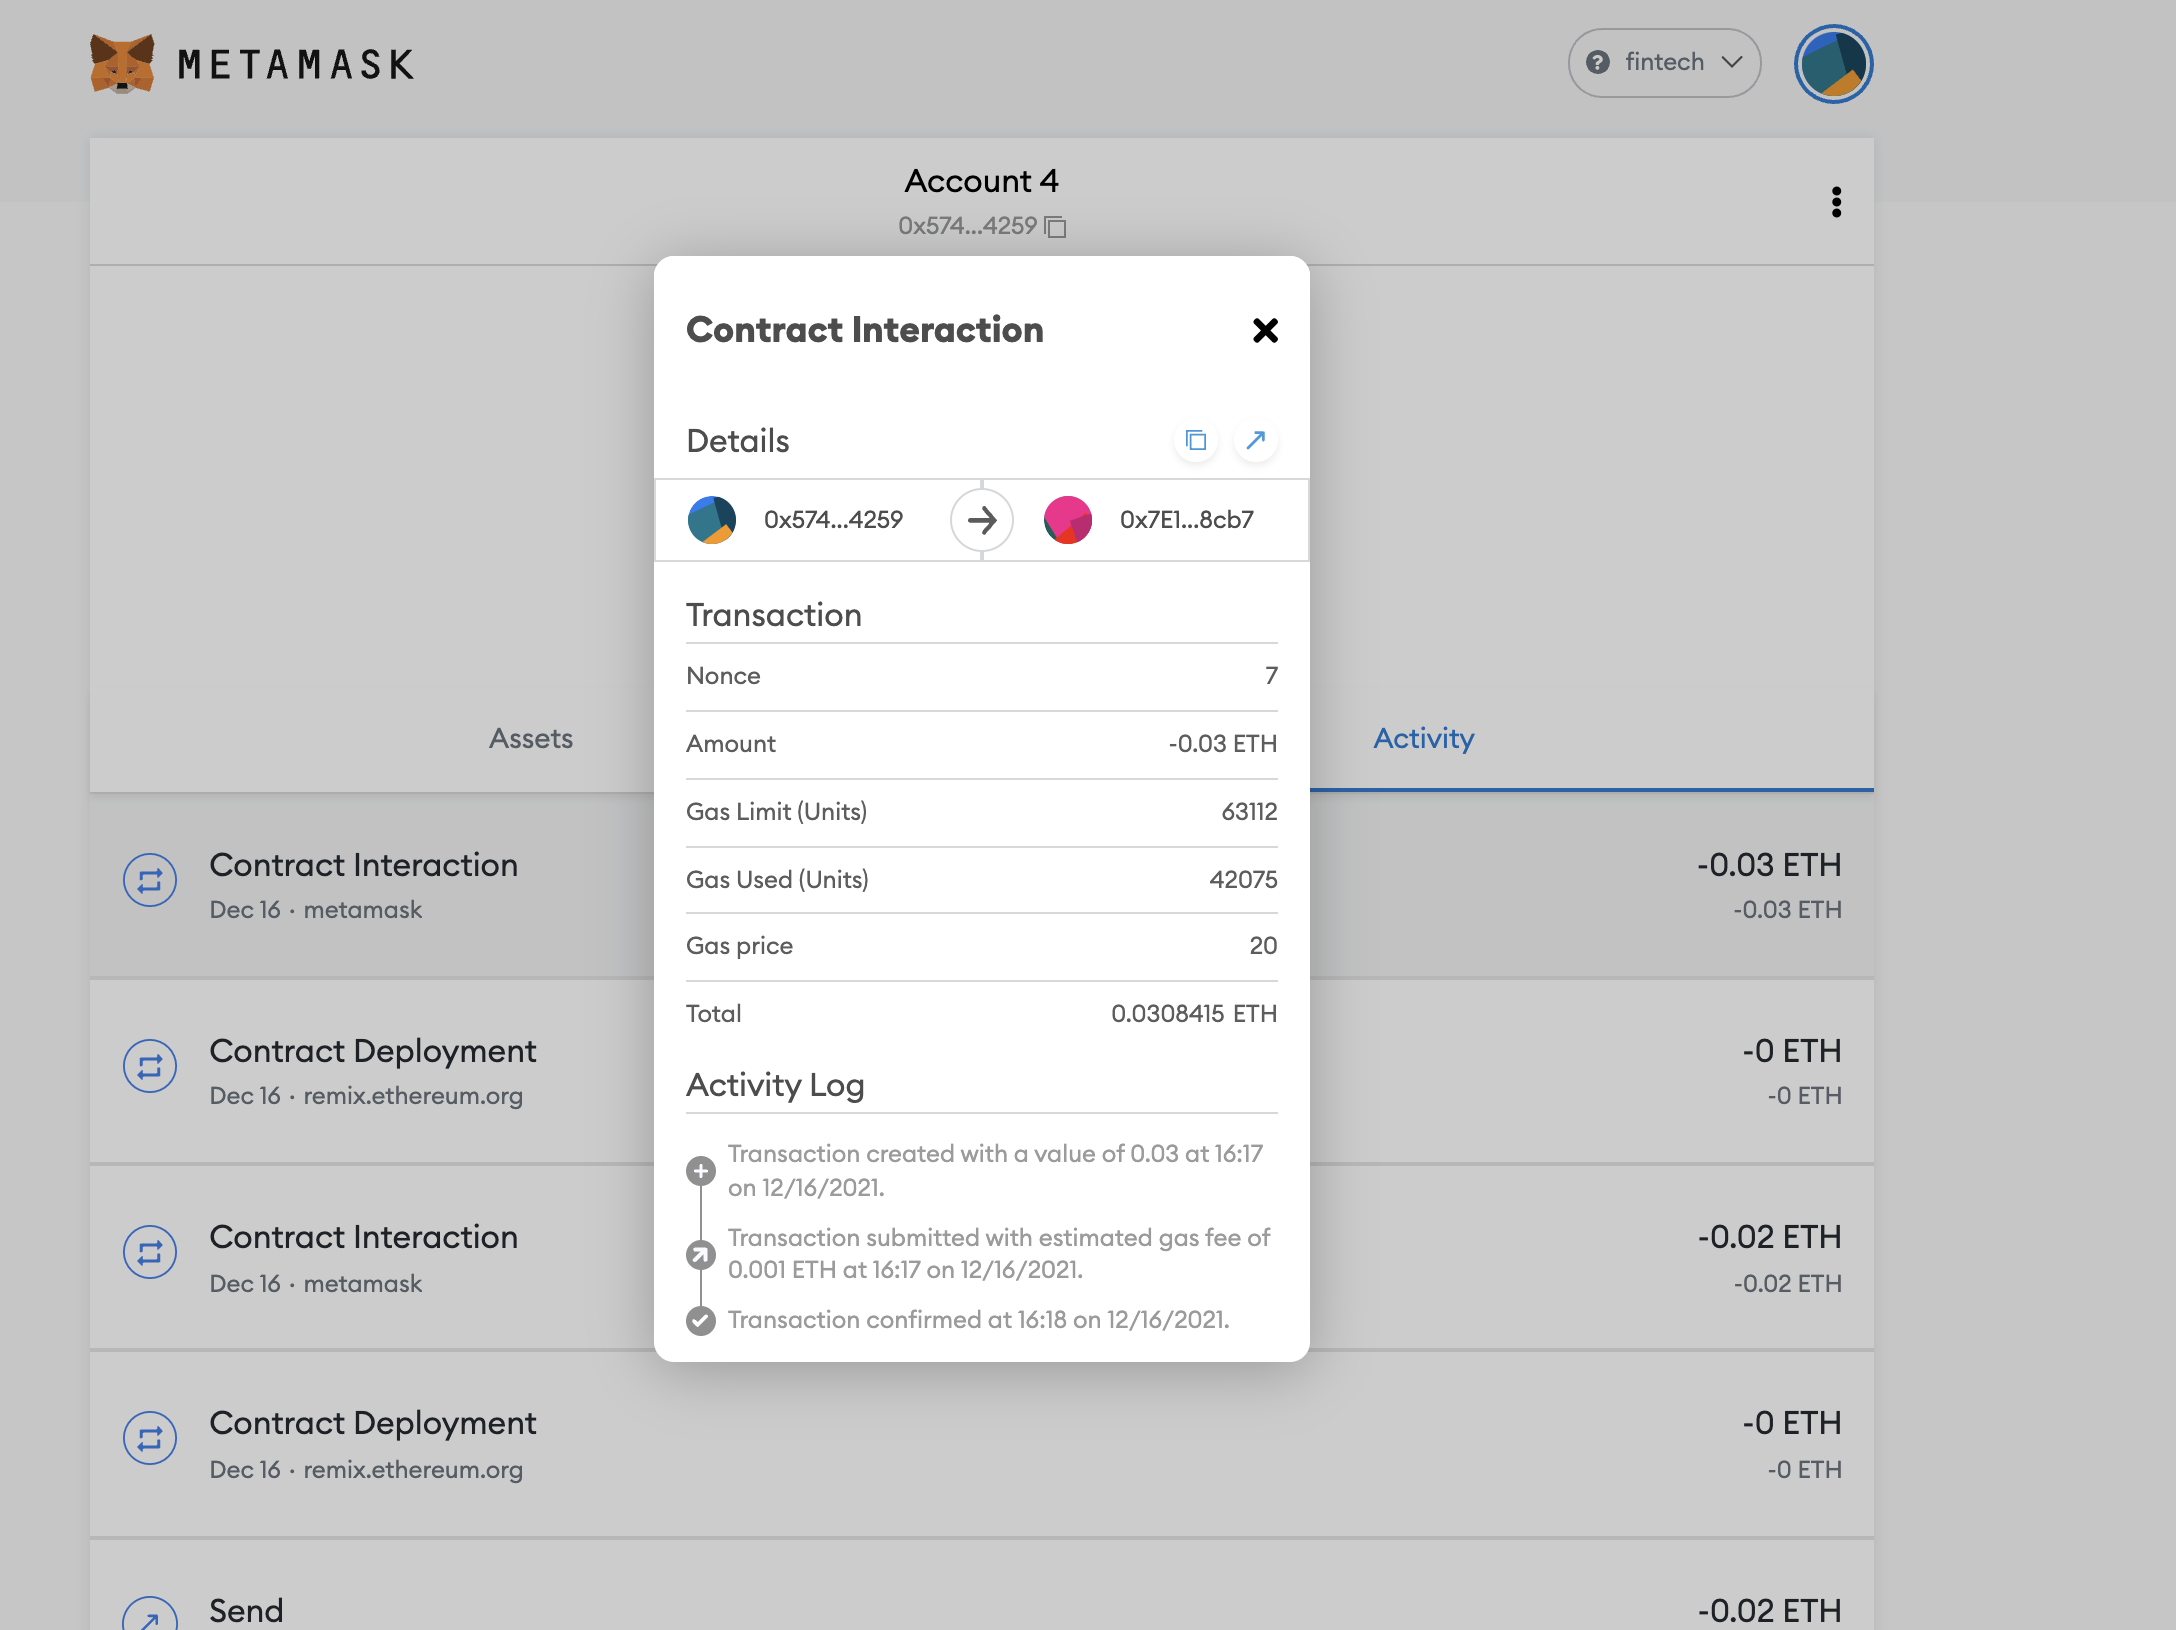 METAMASK
? fintech
Account 4
0x574...4259
Contract Interaction
Details
0x574...4259
0x7E1...8cb7
Transaction
Nonce 7
Amount -0.03 ETH
Gas Limit (Units) 63112
Gas Used (Units) 42075
Gas price 20
Total 0.0308415 ETH
Activity Log
Transaction created with a value of 0.03 at 16:17
on 12/16/2021.
Transaction submitted with estimated gas fee of
0.001 ETH at 16:17 on 12/16/2021.
Transaction confirmed at 16:18 on 12/16/2021.
Assets
Activity
Contract Interaction -0.03 ETH
Dec 16 · metamask -0.03 ETH
Contract Deployment -0 ETH
Dec 16 · remix.ethereum.org -0 ETH
Contract Interaction -0.02 ETH
Dec 16 · metamask -0.02 ETH
Contract Deployment -0 ETH
Dec 16 · remix.ethereum.org -0 ETH
Send -0.02 ETH